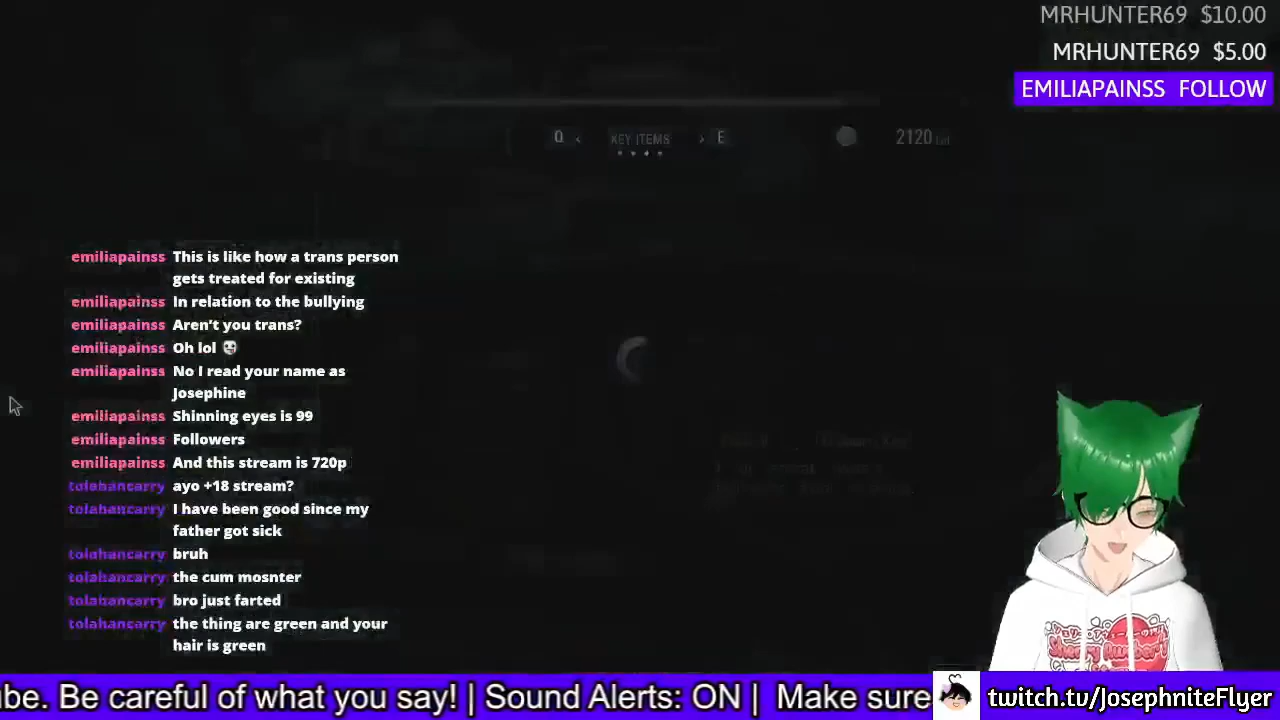 MRHUNTER69 $10.00
MRHUNTER69 $5.00
EMILIAPAINSS FOLLOW
Q < KEY ITEMS > E
2120 Lei
emiliapainss This is like how a trans person
gets treated for existing
emiliapainss In relation to the bullying
emiliapainss Aren't you trans?
emiliapainss Oh lol
emiliapainss No I read your name as
Josephine
emiliapainss Shinning eyes is 99
emiliapainss Followers
emiliapainss And this stream is 720p
tolahancarry ayo +18 stream?
tolahancarry I have been good since my
father got sick
tolahancarry bruh
tolahancarry the cum mosnter
tolahancarry bro just farted
tolahancarry the thing are green and your
hair is green
ube. Be careful of what you say! | Sound Alerts: ON | Make sure
twitch.tv/JosephniteFlyer